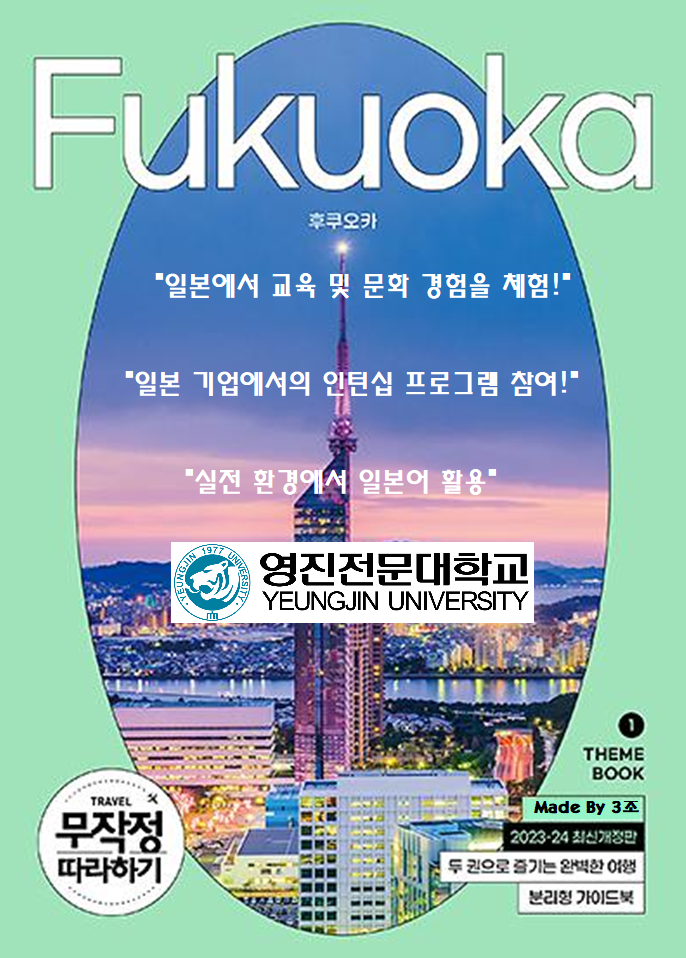 Fukuoka
후쿠오카
"일본에서 교육 및 문화 경험을 체험!"
"일본 기업에서의 인턴십 프로그램 참여!"
"실전 환경에서 일본어 활용"
YEUNGJIN 1977 UNIVERSITY
YEUNGJIN UNIVERSITY
영진전문대학교
YEUNGJIN UNIVERSITY
1
THEME
BOOK
Made By 3조
2023-24 최신개정판
두 권으로 즐기는 완벽한 여행
분리형 가이드북
TRAVEL
무작정
따라하기